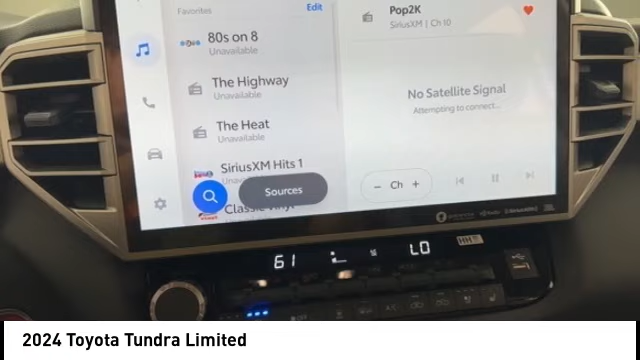 Favorites
Edit
80s on 8
Unavailable
The Highway
Unavailable
The Heat
Unavailable
SiriusXM Hits 1
Sources
Pop2K
SiriusXM | Ch 10
No Satellite Signal
Attempting to connect...
– Ch +
61
LO
2024 Toyota Tundra Limited